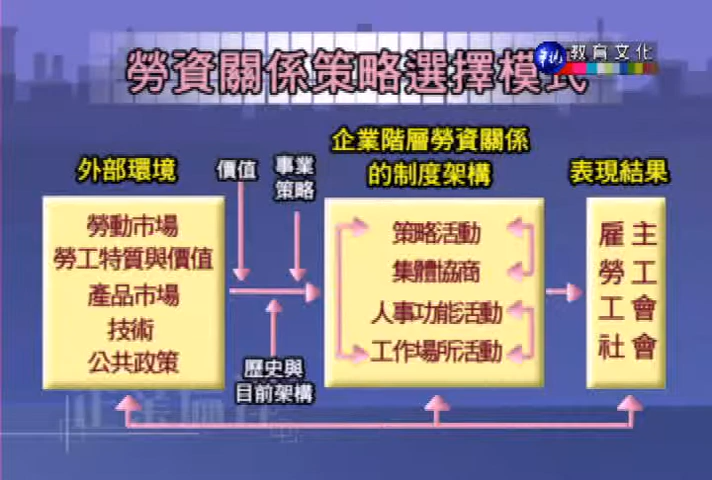 勞資關係策略選擇模式
視 教育文化
外部環境
價值
事業
策略
企業階層勞資關係
的制度架構
表現結果
勞動市場
勞工特質與價值
產品市場
技術
公共政策
策略活動
集體協商
人事功能活動
工作場所活動
雇主
勞工
工會
社會
歷史與
目前架構